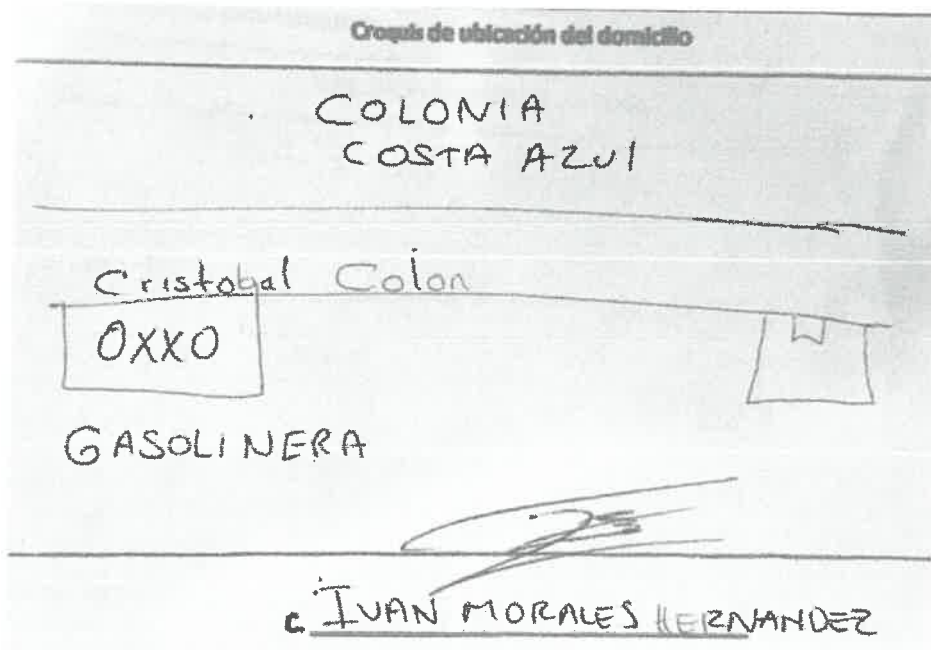 Croquis de ubicación del domicilio
COLONIA
COSTA AZUl
Cristobal Colon
OXXO
GASOLINERA
c. IVAN MORALES HERNANDEZ